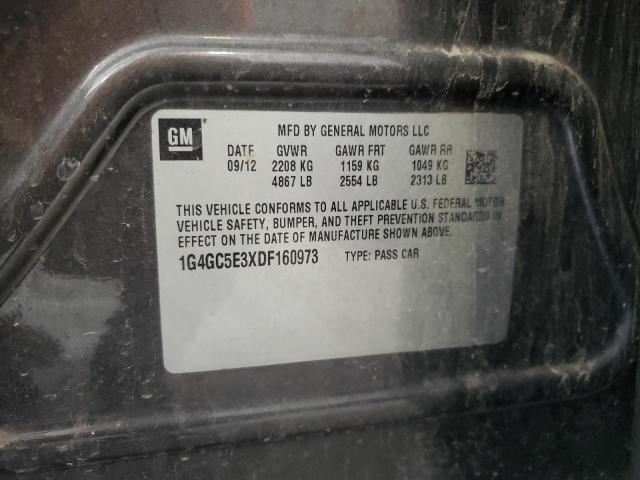 GM
MFD BY GENERAL MOTORS LLC
DATE GVWR GAWR FRT GAWR RR
09/12 2208 KG 1159 KG 1049 KG
4867 LB 2554 LB 2313 LB
THIS VEHICLE CONFORMS TO ALL APPLICABLE U.S. FEDERAL MOTOR
VEHICLE SAFETY, BUMPER, AND THEFT PREVENTION STANDARDS IN
EFFECT ON THE DATE OF MANUFACTURE SHOWN ABOVE.
1G4GC5E3XDF160973 TYPE: PASS CAR